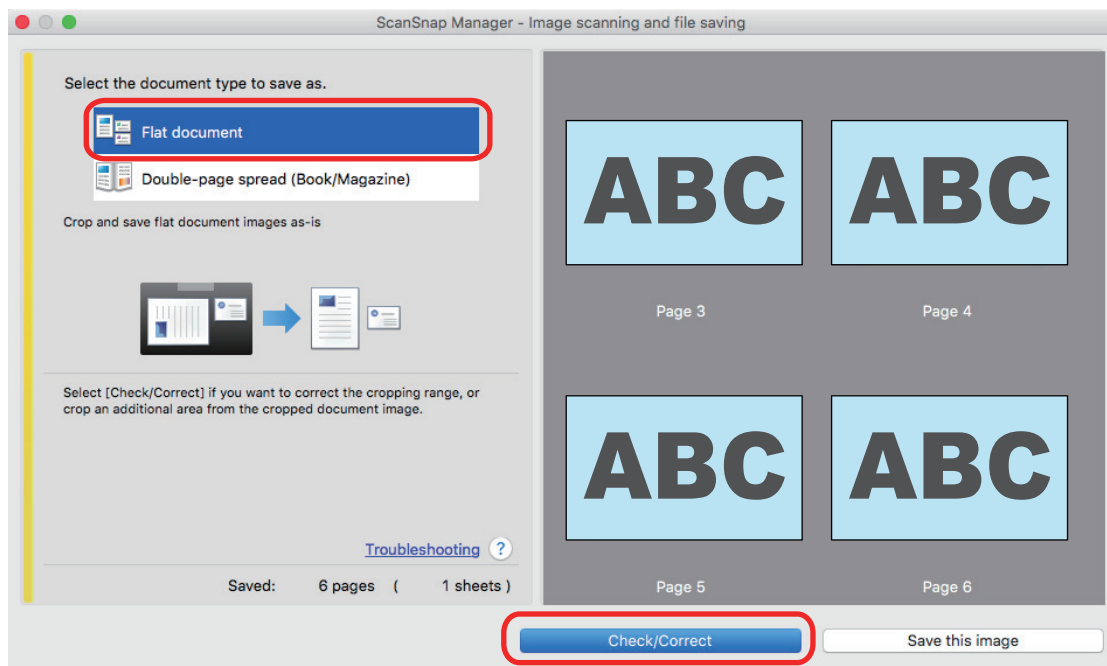 ScanSnap Manager - Image scanning and file saving
Select the document type to save as.
Flat document
Double-page spread (Book/Magazine)
Crop and save flat document images as-is
Select [Check/Correct] if you want to correct the cropping range, or
crop an additional area from the cropped document image.
Troubleshooting ?
Saved: 6 pages ( 1 sheets )
ABC ABC
Page 3 Page 4
ABC ABC
Page 5 Page 6
Check/Correct Save this image